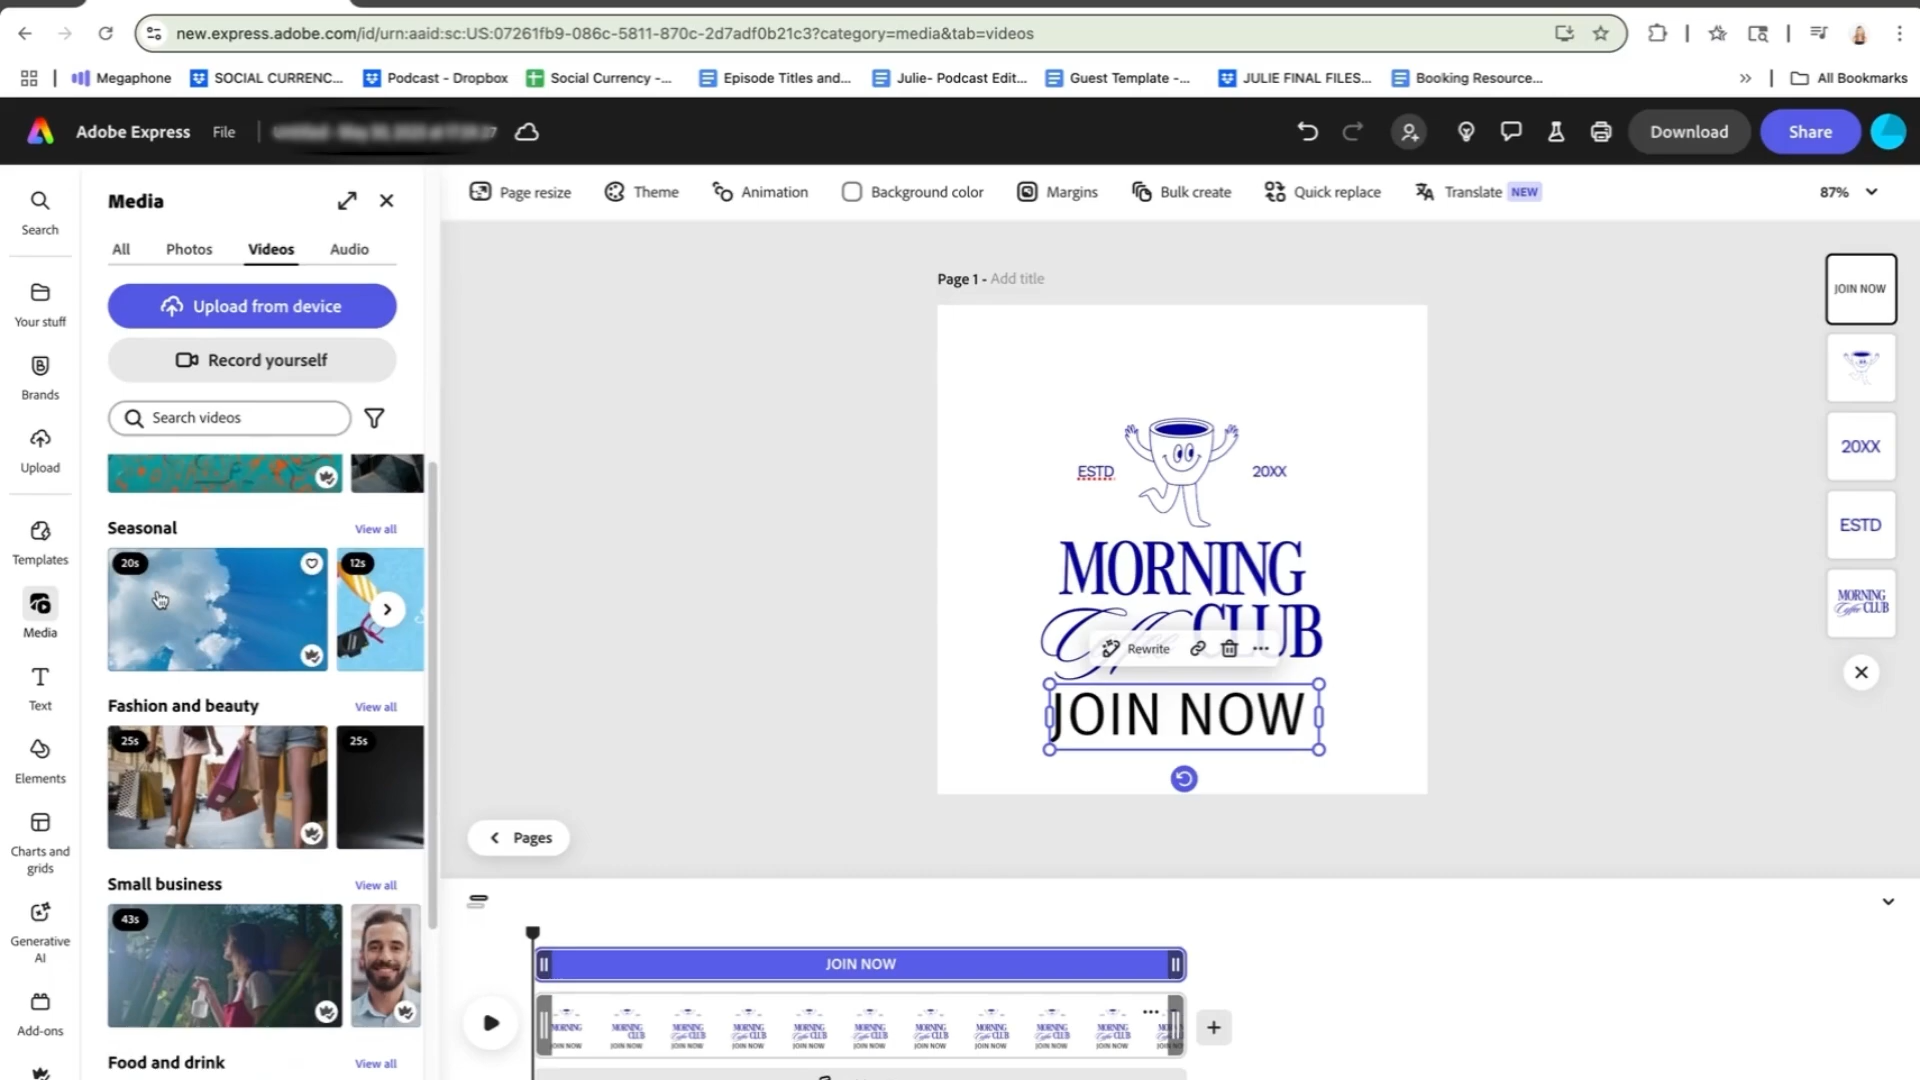 new.express.adobe.com/id/urn:aaid:sc:US:07261fb9-086c-5811-870c-2d7adf0b21c3?category=media&tab=videos
Megaphone
SOCIAL CURRENC...
Podcast - Dropbox
Social Currency -...
Episode Titles and...
Julie- Podcast Edit...
Guest Template -...
JULIE FINAL FILES...
Booking Resource...
»
All Bookmarks
Adobe Express
File
Download
Share
Search
Your stuff
Brands
Upload
Templates
Media
Text
Elements
Charts and
grids
Generative
AI
Add-ons
Media
All
Photos
Videos
Audio
Upload from device
Record yourself
Search videos
Seasonal
View all
20s
12s
Fashion and beauty
View all
25s
25s
Small business
View all
43s
Food and drink
View all
Page resize
Theme
Animation
Background color
Margins
Bulk create
Quick replace
Translate
NEW
87%
Page 1 - Add title
ESTD
20XX
MORNING
Coffee CLUB
Rewrite
JOIN NOW
JOIN NOW
20XX
ESTD
MORNING
Coffee CLUB
Pages
JOIN NOW